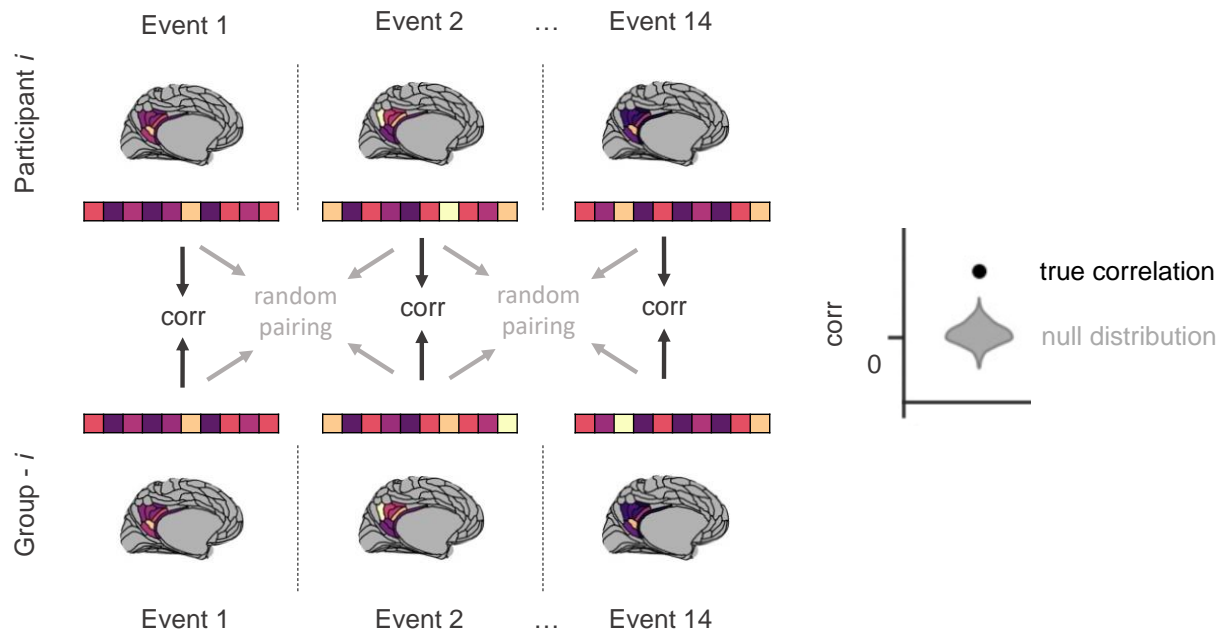 Event 1
Event 2
...
Event 14
Participant i
corr
random
pairing
corr
random
pairing
corr
Group - i
Event 1
Event 2
...
Event 14
corr
0
true correlation
null distribution